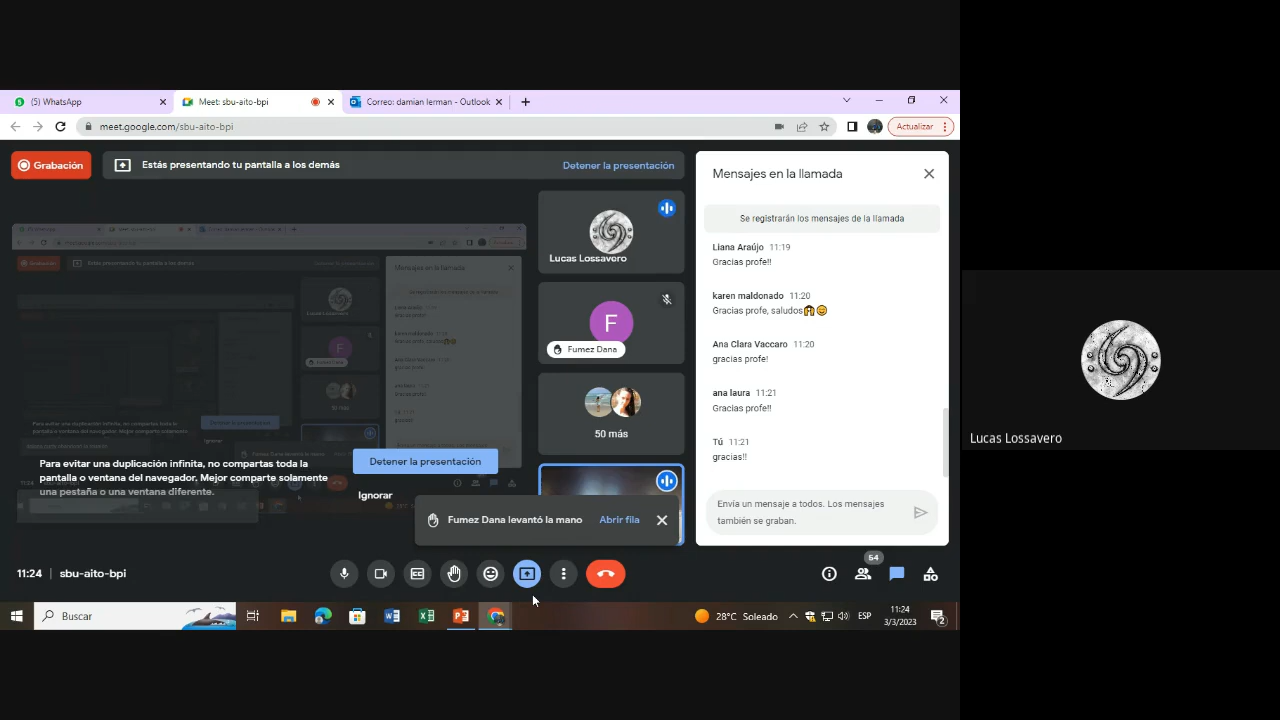 (5) WhatsApp
Meet: sbu-aito-bpi
Correo: damian lerman - Outlook
meet.google.com/sbu-aito-bpi
Actualizar
Grabación
Estás presentando tu pantalla a los demás
Detener la presentación
Lucas Lossavero
F
Fumez Dana
50 más
Para evitar una duplicación infinita, no compartas toda la
pantalla o ventana del navegador. Mejor comparte solamente
una pestaña o una ventana diferente.
Detener la presentación
Ignorar
Fumez Dana levantó la mano
Abrir fila
Mensajes en la llamada
Se registrarán los mensajes de la llamada
Liana Araújo 11:19
Gracias profe!!
karen maldonado 11:20
Gracias profe, saludos
Ana Clara Vaccaro 11:20
gracias profe!
ana laura 11:21
Gracias profe!!
Tú 11:21
gracias!!
Envía un mensaje a todos. Los mensajes
también se graban.
11:24 | sbu-aito-bpi
54
Buscar
28°C Soleado
ESP
11:24
3/3/2023
2
Lucas Lossavero